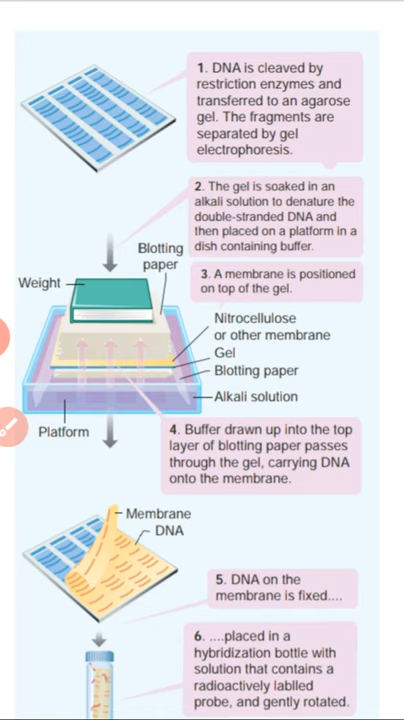 1. DNA is cleaved by
restriction enzymes and
transferred to an agarose
gel. The fragments are
separated by gel
electrophoresis.
2. The gel is soaked in an
alkali solution to denature the
double-stranded DNA and
then placed on a platform in a
dish containing buffer.
Blotting
paper
Weight
3. A membrane is positioned
on top of the gel.
Nitrocellulose
or other membrane
Gel
Blotting paper
Alkali solution
Platform
4. Buffer drawn up into the top
layer of blotting paper passes
through the gel, carrying DNA
onto the membrane.
Membrane
DNA
5. DNA on the
membrane is fixed....
6. ....placed in a
hybridization bottle with
solution that contains a
radioactively lablled
probe, and gently rotated.